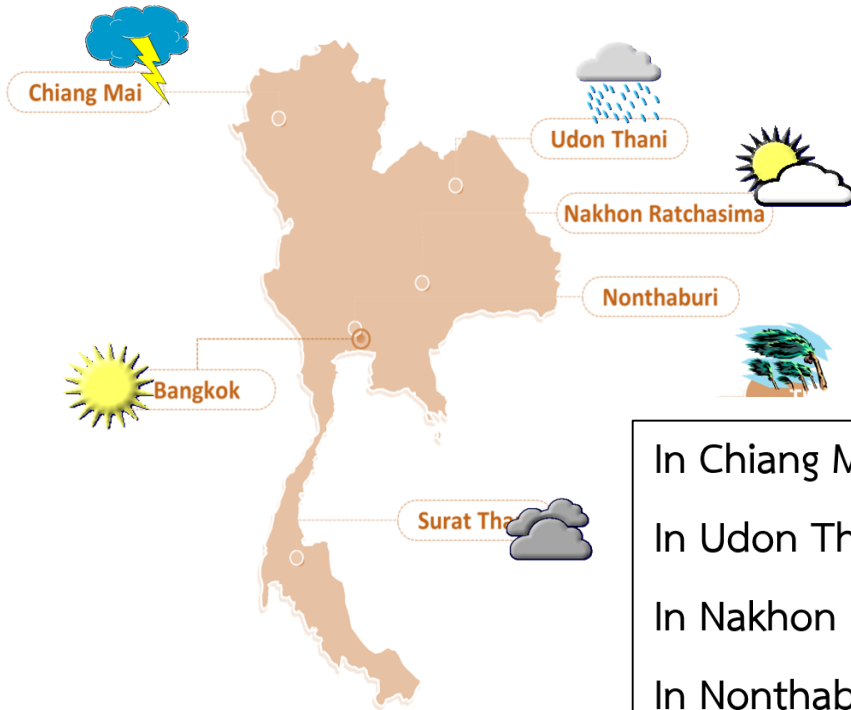 Chiang Mai
Udon Thani
Nakhon Ratchasima
Nonthaburi
Bangkok
Surat Tha
In Chiang M
In Udon Th
In Nakhon
In Nonthab